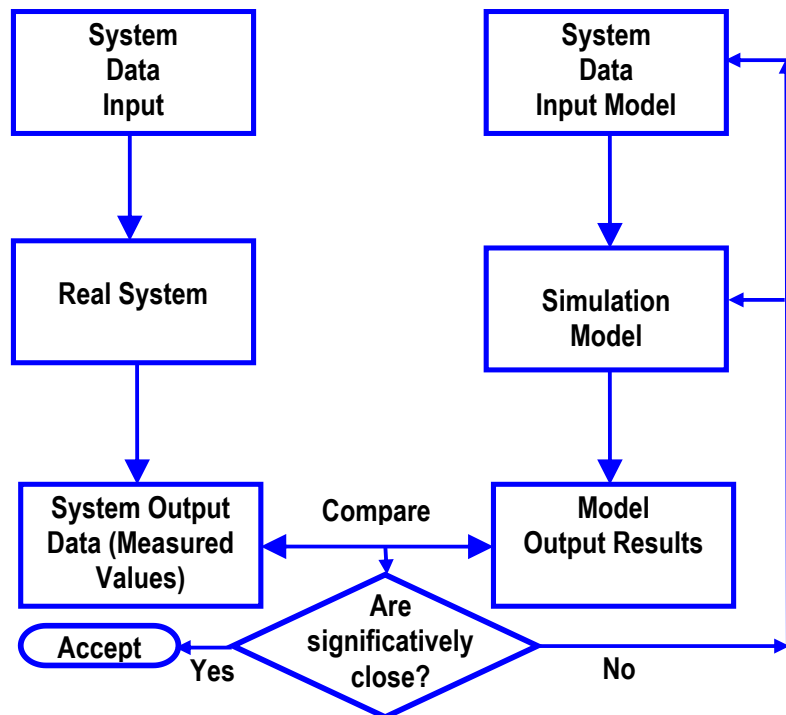 System
Data
Input
System
Data
Input Model
Real System
Simulation
Model
System Output
Data (Measured
Values)
Compare
Model
Output Results
Are
significatively
close?
Accept
Yes
No